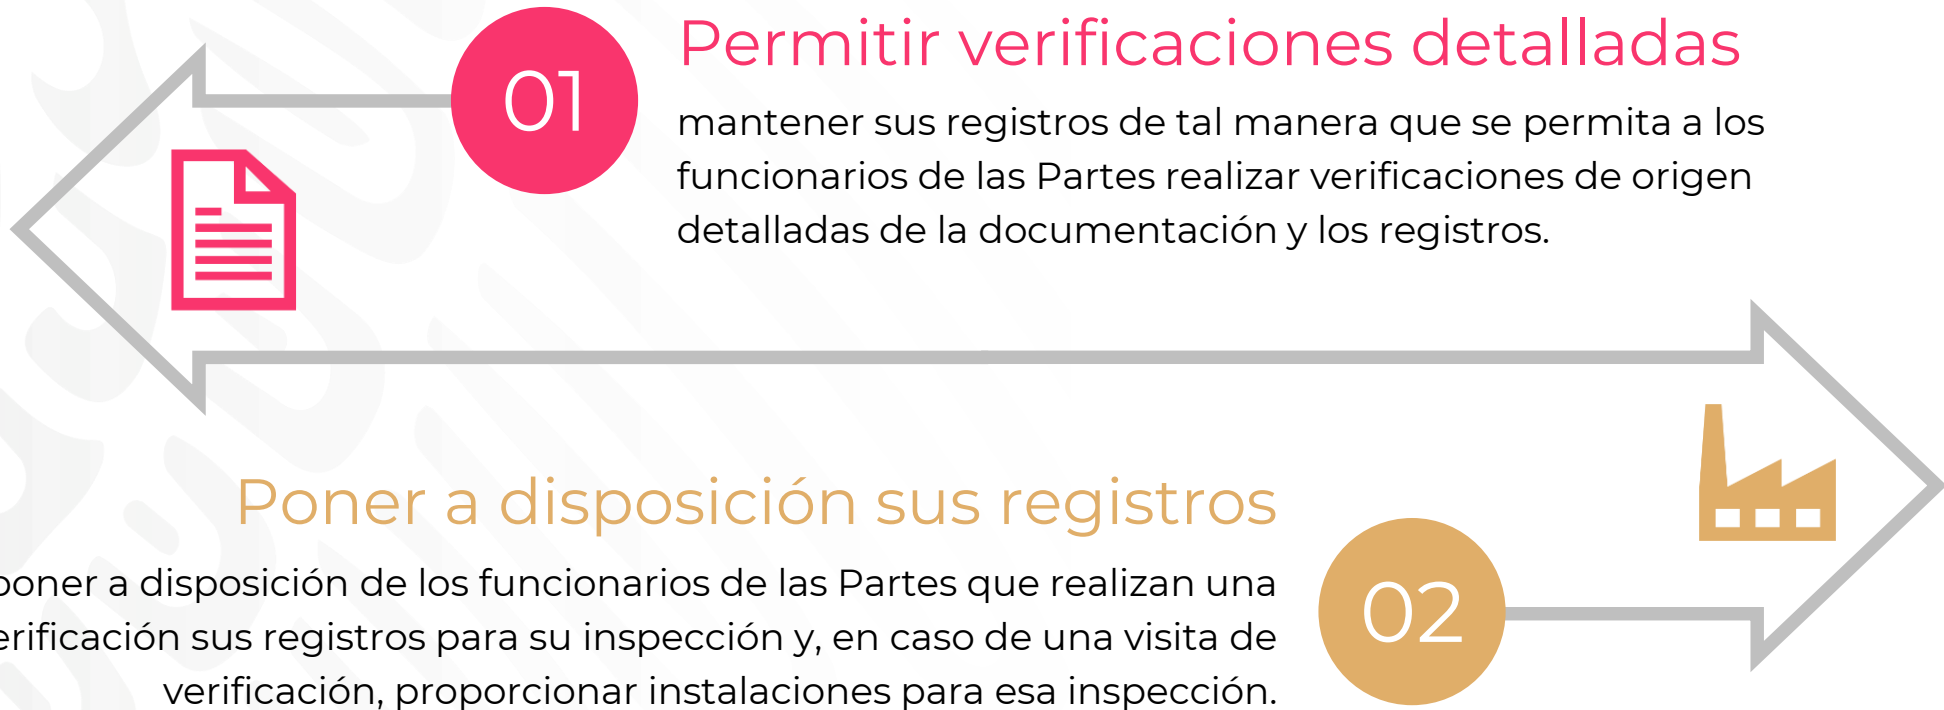 01
Permitir verificaciones detalladas
mantener sus registros de tal manera que se permita a los
funcionarios de las Partes realizar verificaciones de origen
detalladas de la documentación y los registros.
Poner a disposición sus registros
poner a disposición de los funcionarios de las Partes que realizan una
erificación sus registros para su inspección y, en caso de una visita de
verificación, proporcionar instalaciones para esa inspección.
02